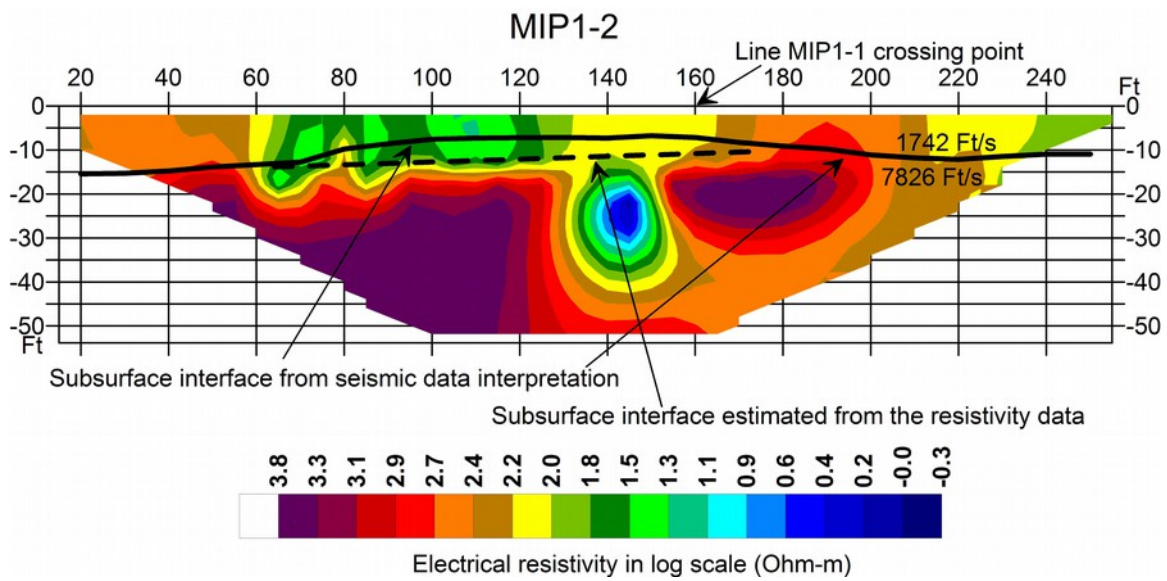 MIP1-2
Line MIP1-1 crossing point
20 40 60 80 100 120 140 160 180 200 220 240 Ft
Ft
0 0
-10 1742 Ft/s -10
7826 Ft/s
-20 -20
-30 -30
-40 -40
-50 -50
Ft
Subsurface interface from seismic data interpretation
Subsurface interface estimated from the resistivity data
3.8 3.3 3.1 2.9 2.7 2.4 2.2 2.0 1.8 1.5 1.3 1.1 0.9 0.6 0.4 0.2 -0.0 -0.3
Electrical resistivity in log scale (Ohm-m)